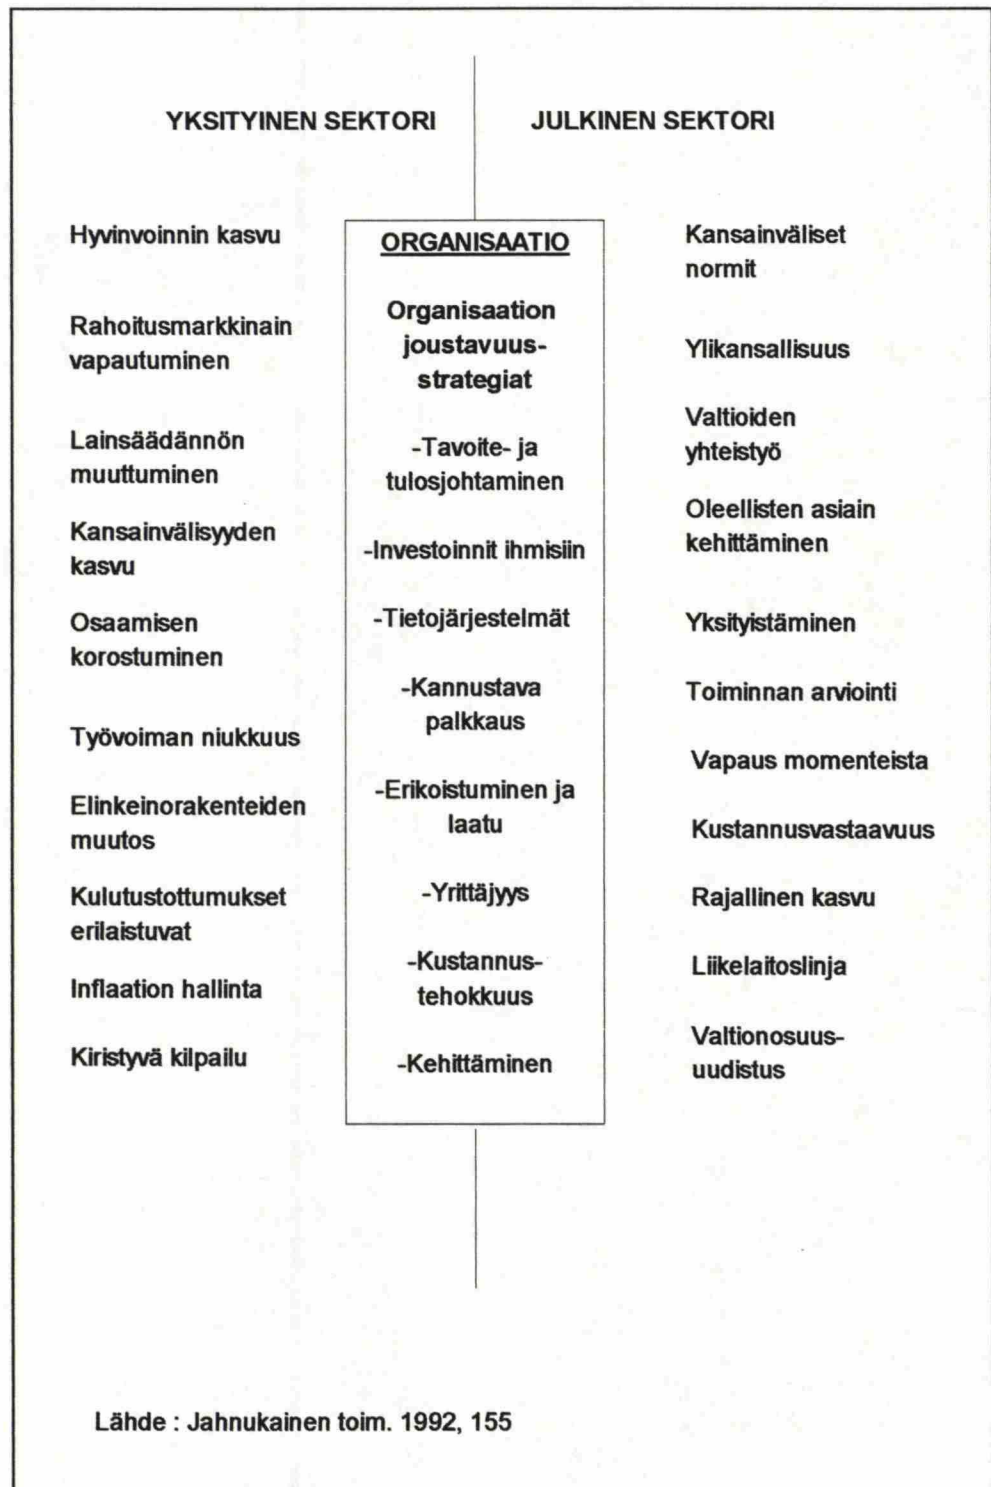 YKSITYINEN SEKTORI
JULKINEN SEKTORI
Hyvinvoinnin kasvu
Rahoitusmarkkinain
vapautuminen
Lainsäädännön
muuttuminen
Kansainvälisyyden
kasvu
Osaamisen
korostuminen
Työvoiman niukkuus
Elinkeinorakenteiden
muutos
Kulutustottumukset
erilaistuvat
Inflaation hallinta
Kiristyvä kilpailu
ORGANISAATIO
Organisaation
joustavuus-
strategiat
-Tavoite- ja
tulosjohtaminen
-Investoinnit ihmisiin
-Tietojärjestelmät
-Kannustava
palkkaus
-Erikoistuminen ja
laatu
-Yrittäjyys
-Kustannus-
tehokkuus
-Kehittäminen
Kansainväliset
normit
Ylikansallisuus
Valtioiden
yhteistyö
Oleellisten asiain
kehittäminen
Yksityistäminen
Toiminnan arviointi
Vapaus momenteista
Kustannusvastaavuus
Rajallinen kasvu
Liikelaitoslinja
Valtionosuus-
uudistus
Lähde : Jahnukainen toim. 1992, 155